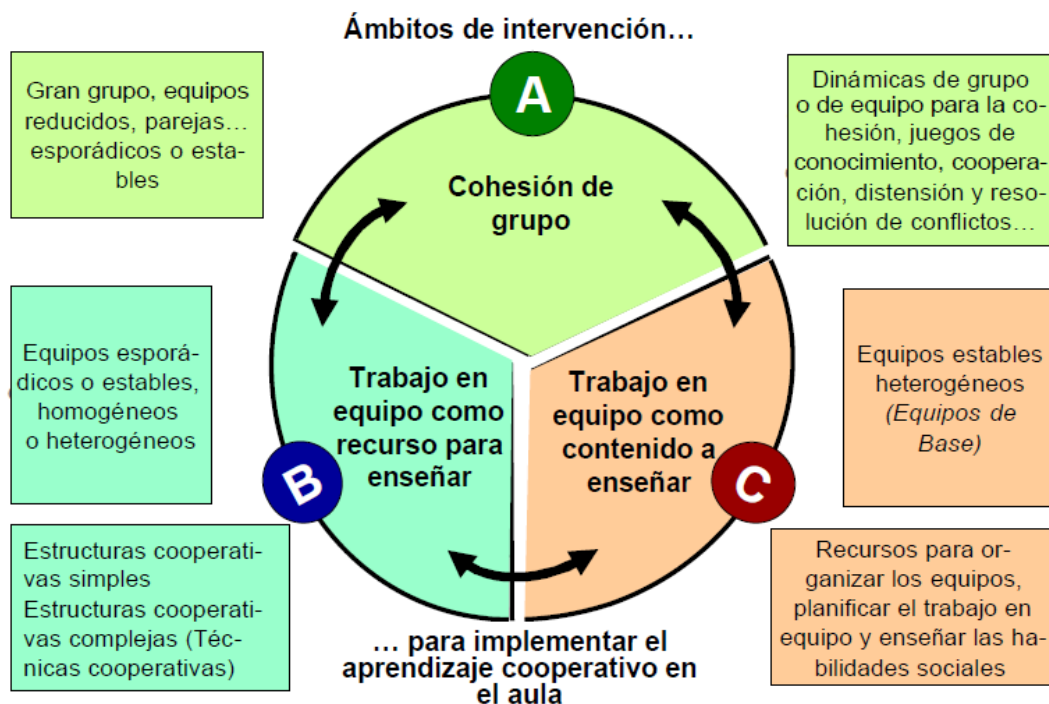 Ámbitos de intervención…
A
Gran grupo, equipos
reducidos, parejas…
esporádicos o esta-
bles
Dinámicas de grupo
o de equipo para la co-
hesión, juegos de
conocimiento, cooper-
ación, distensión y reso-
lución de conflictos…
Cohesión de
grupo
Equipos esporá-
dicos o estables,
homogéneos
o heterogéneos
Trabajo en
equipo como
recurso para
enseñar
B
Trabajo en
equipo como
contenido a
enseñar
C
Equipos estables
heterogéneos
(Equipos de
Base)
Estructuras cooperati-
vas simples
Estructuras cooperati-
vas complejas (Téc-
nicas cooperativas)
Recursos para or-
ganizar los equipos,
planificar el trabajo en
equipo y enseñar las ha-
bilidades sociales
… para implementar el
aprendizaje cooperativo en
el aula